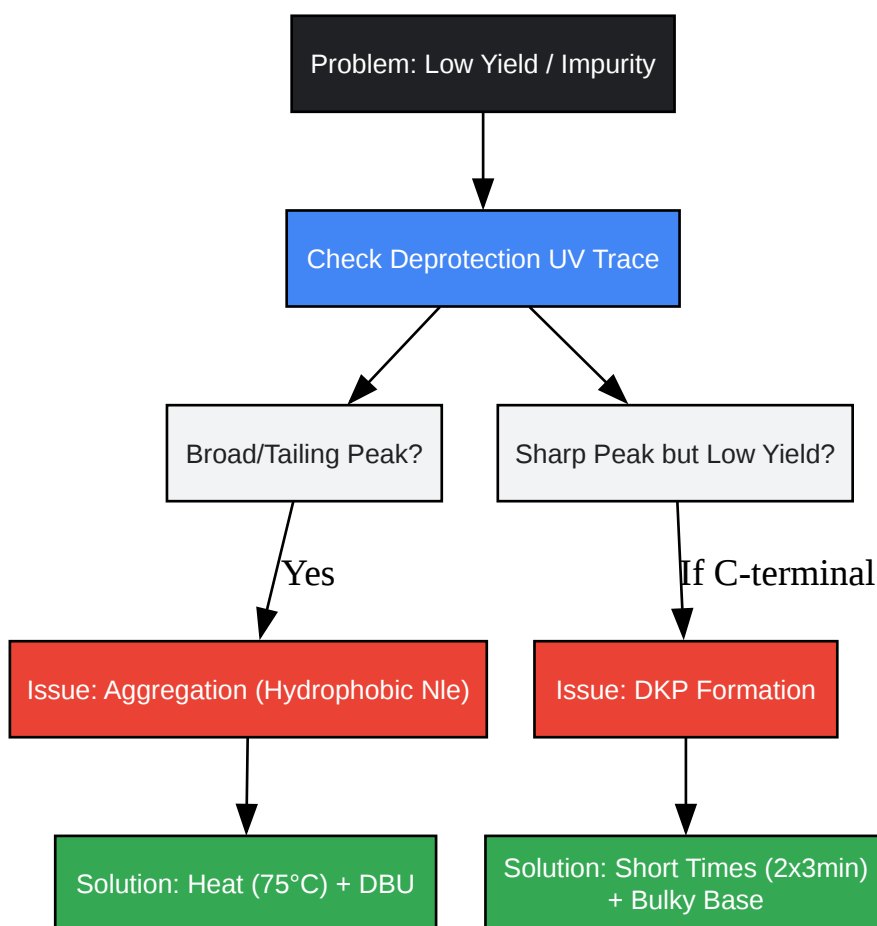 Problem: Low Yield / Impurity
Check Deprotection UV Trace
Broad/Tailing Peak?
Sharp Peak but Low Yield?
Yes
If C-terminal
Issue: Aggregation (Hydrophobic Nle)
Issue: DKP Formation
Solution: Heat (75°C) + DBU
Solution: Short Times (2x3min)
+ Bulky Base